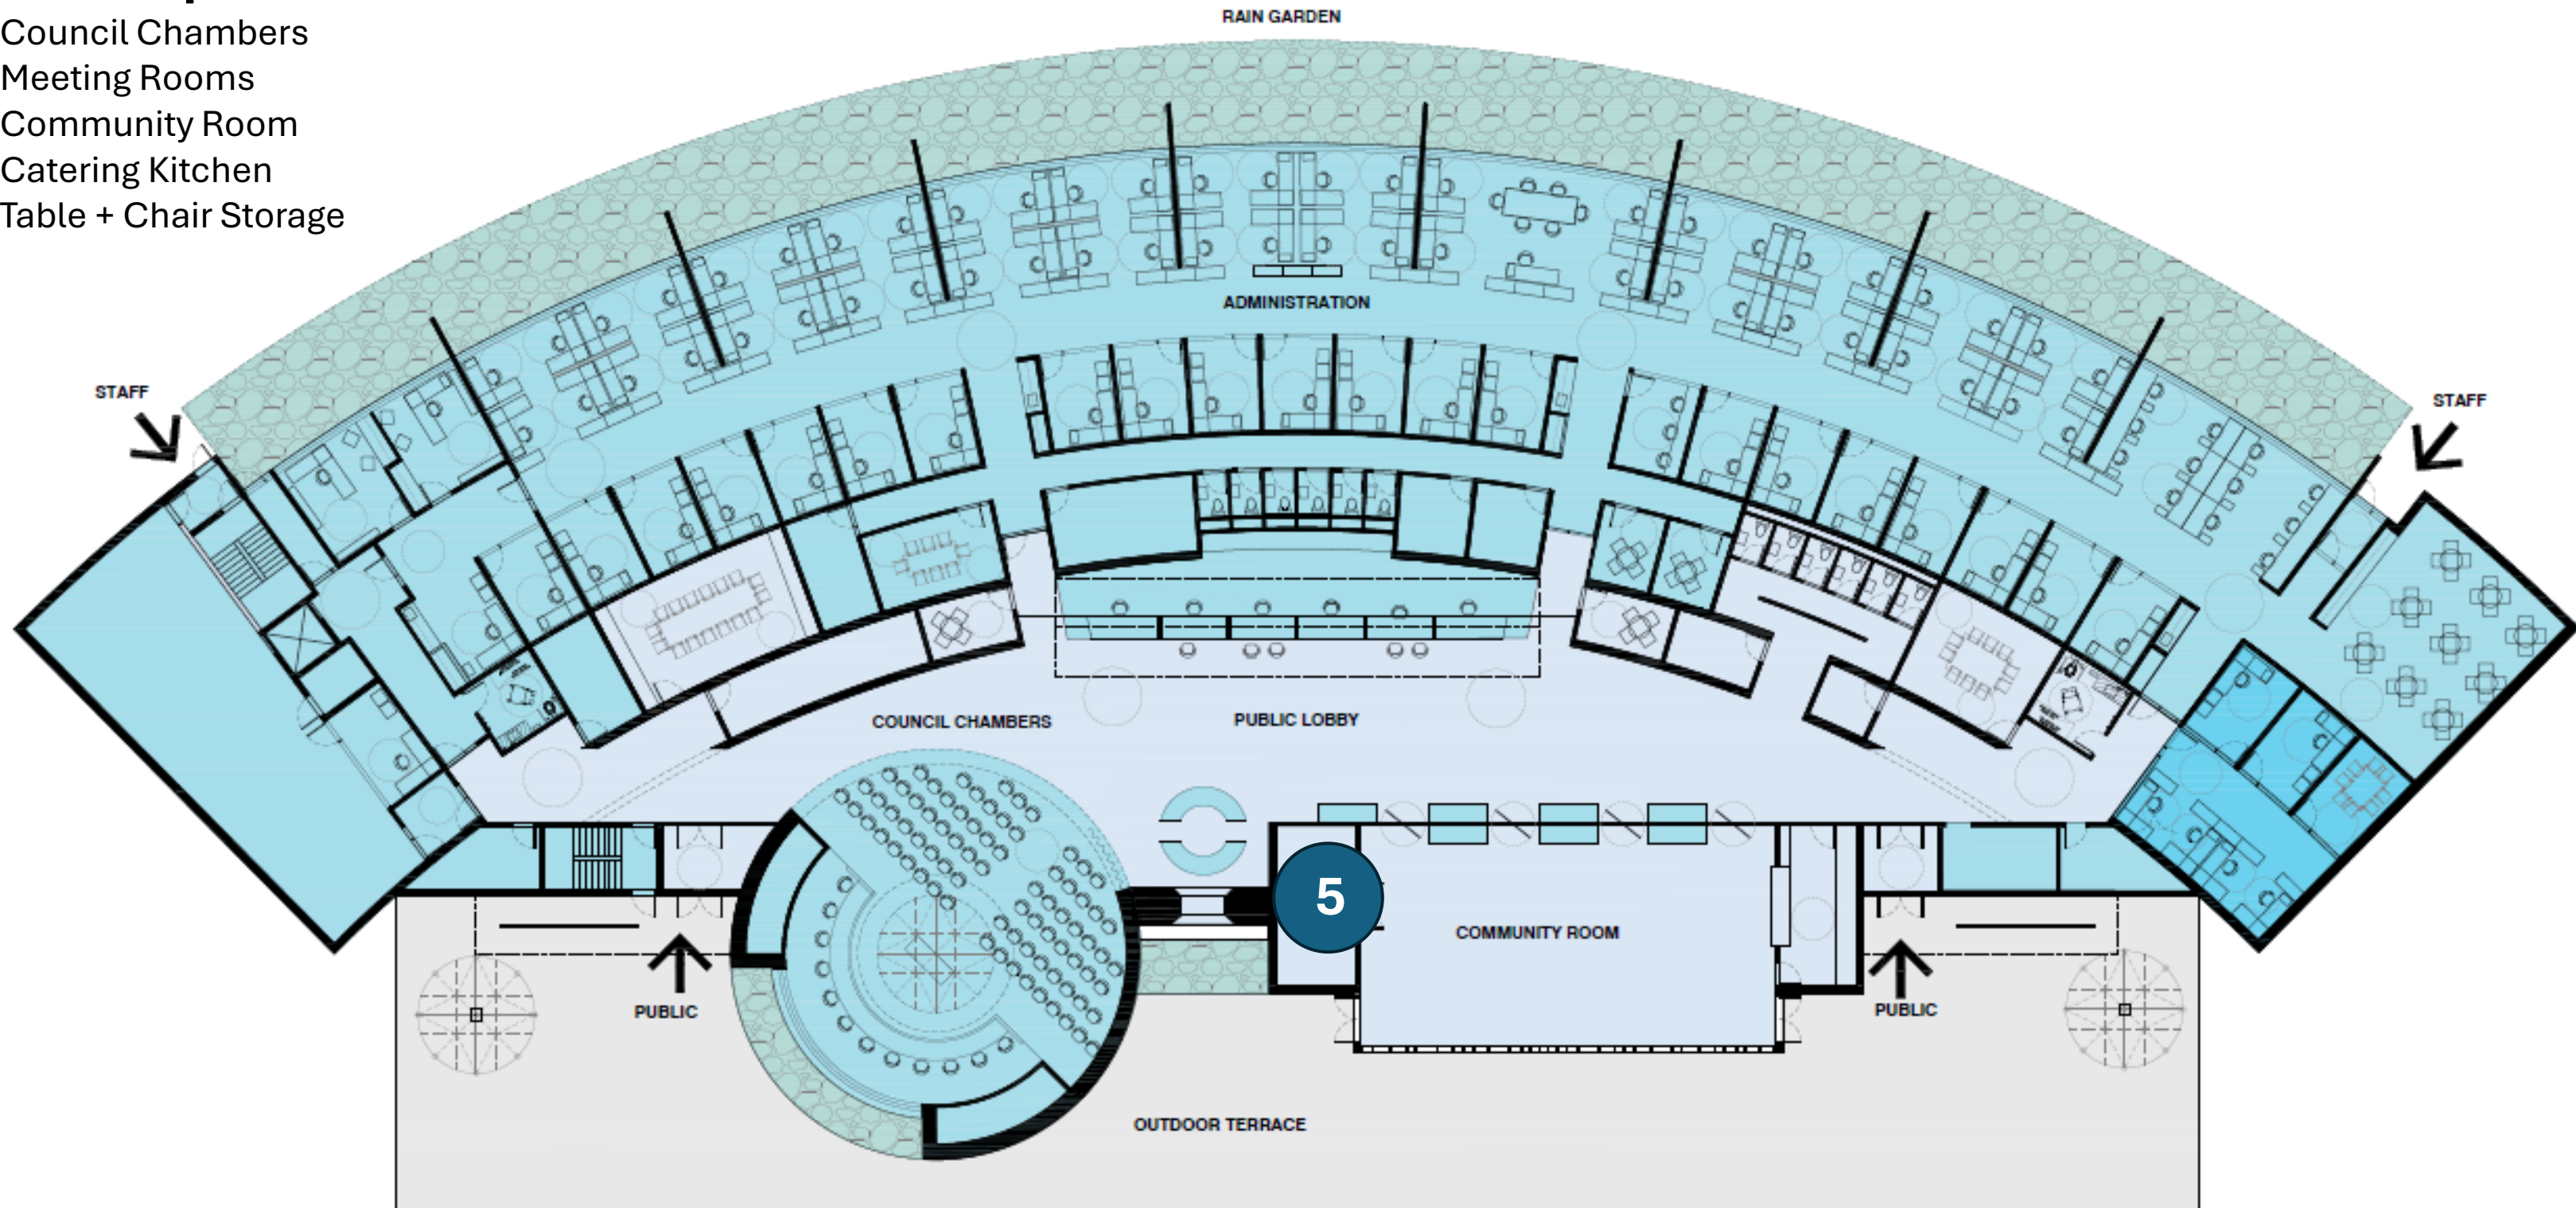 Council Chambers
Meeting Rooms
Community Room
Catering Kitchen
Table + Chair Storage
RAIN GARDEN
ADMINISTRATION
STAFF
STAFF
COUNCIL CHAMBERS
PUBLIC LOBBY
5
COMMUNITY ROOM
PUBLIC
PUBLIC
OUTDOOR TERRACE